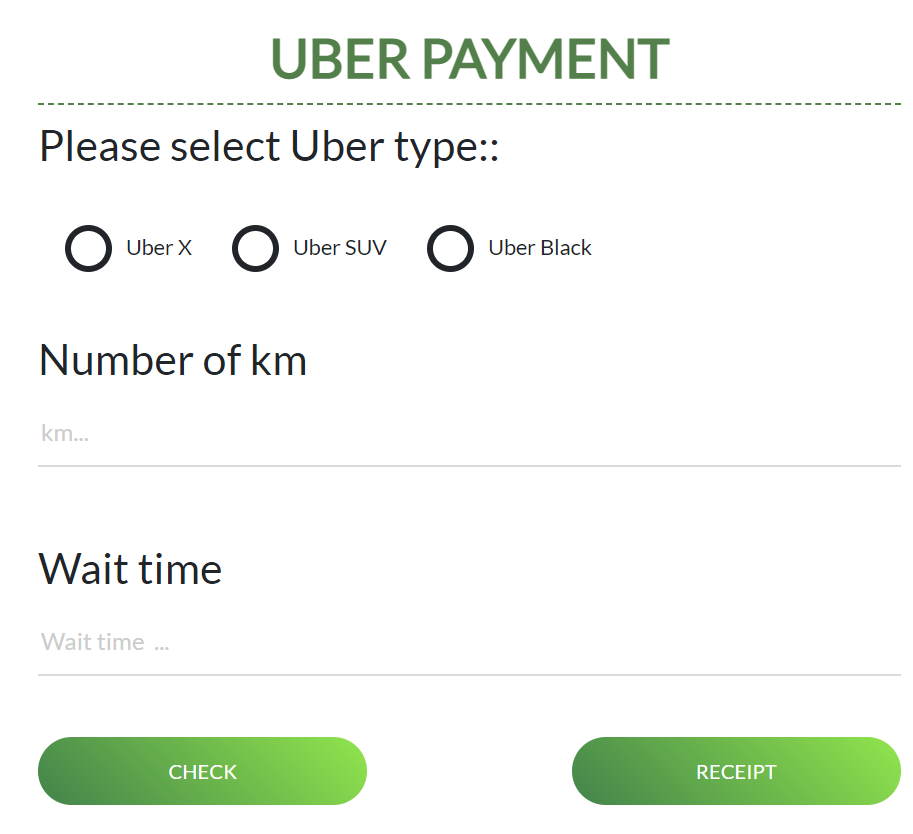 UBER PAYMENT
Please select Uber type::
Uber X Uber SUV Uber Black
Number of km
km...
Wait time
Wait time ...
CHECK RECEIPT